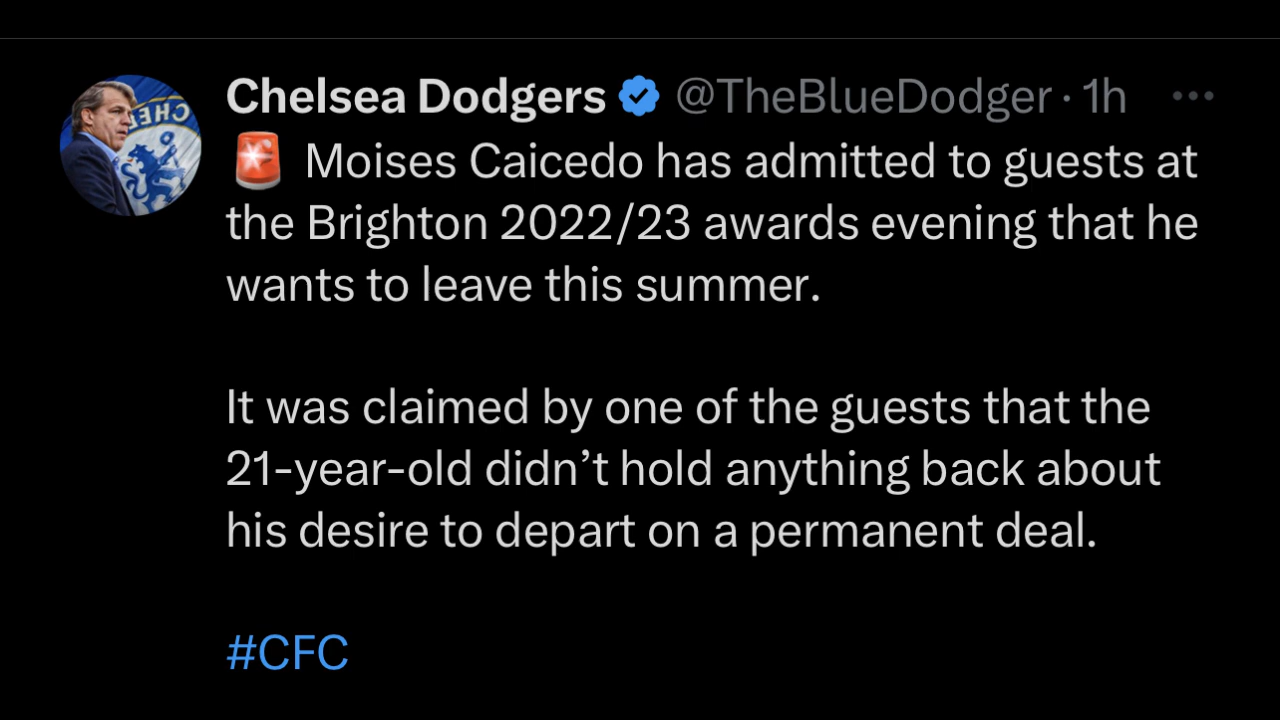 Chelsea Dodgers @TheBlueDodger · 1h
🚨 Moises Caicedo has admitted to guests at
the Brighton 2022/23 awards evening that he
wants to leave this summer.
It was claimed by one of the guests that the
21-year-old didn’t hold anything back about
his desire to depart on a permanent deal.
#CFC